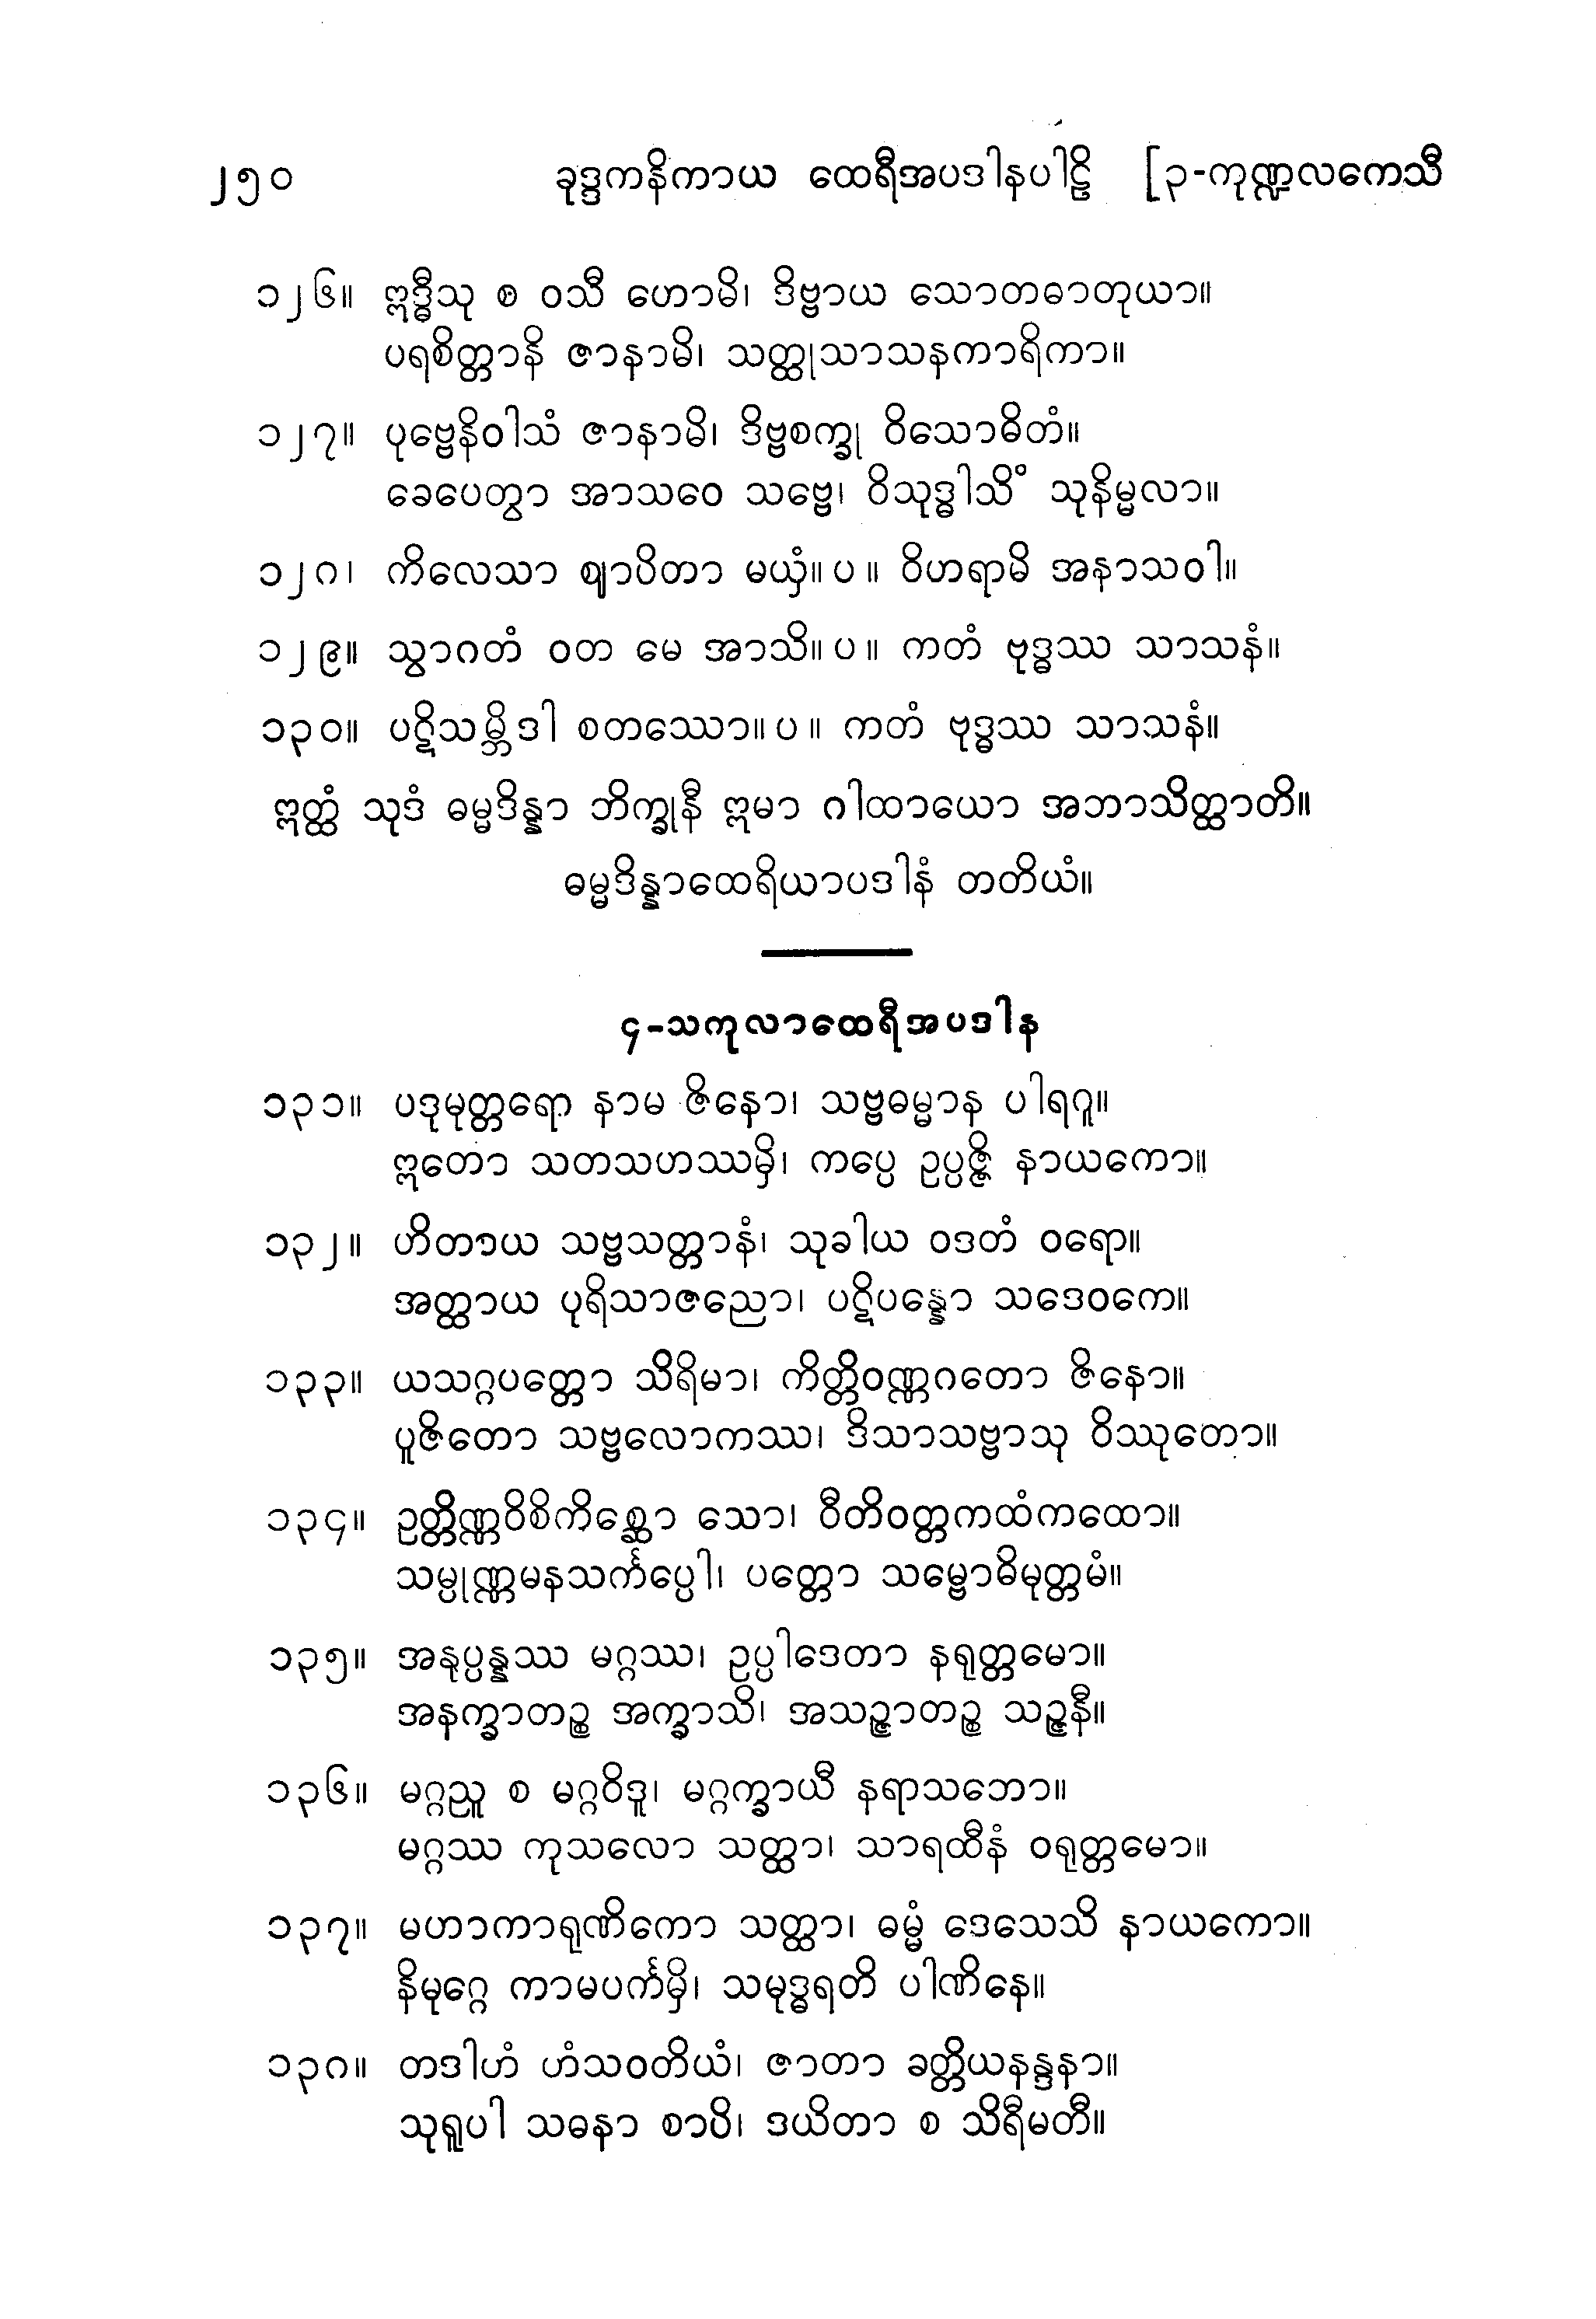 ၂၅၀ ခုဒ္ဒကနိကာယ ထေရီအပဒါနပါဠိ [၃-ကုဏ္ဍလကေသီ
၁၂၆။ ဣဒ္ဓီသု စ ဝသီ ဟောမိ၊ ဒိဗ္ဗာယ သောတဓာတုယာ။
ပရစိတ္တာနိ ဇာနာမိ၊ သတ္ထုသာသနကာရိကာ။
၁၂၇။ ပုဗ္ဗေနိဝါသံ ဇာနာမိ၊ ဒိဗ္ဗစက္ခု ဝိသောဓိတံ။
ခေပေတွာ အာသဝေ သဗ္ဗေ၊ ဝိသုဒ္ဓါသိံ သုနိမ္မလာ။
၁၂၈၊ ကိလေသာ ဈာပိတာ မယှံ။ ပ ။ ဝိဟရာမိ အနာသဝါ။
၁၂၉။ သွာဂတံ ဝတ မေ အာသိ။ ပ ။ ကတံ ဗုဒ္ဓဿ သာသနံ။
၁၃၀။ ပဋိသမ္ဘိဒါ စတဿော။ ပ ။ ကတံ ဗုဒ္ဓဿ သာသနံ။
ဣတ္ထံ သုဒံ ဓမ္မဒိန္နာ ဘိက္ခုနီ ဣမာ ဂါထာယော အဘာသိတ္ထာတိ။
ဓမ္မဒိန္နာထေရိယာပဒါနံ တတိယံ။
၄-သကုလာထေရီအပဒါန
၁၃၁။ ပဒုမုတ္တရော နာမ ဇိနော၊ သဗ္ဗဓမ္မာန ပါရဂူ။
ဣတော သတသဟဿမှိ၊ ကပ္ပေ ဥပ္ပဇ္ဇိ နာယကော။
၁၃၂။ ဟိတာယ သဗ္ဗသတ္တာနံ၊ သုခါယ ဝဒတံ ဝရော။
အတ္ထာယ ပုရိသာဇညော၊ ပဋိပန္နော သဒေဝကေ။
၁၃၃။ ယသဂ္ဂပတ္တော သိရိမာ၊ ကိတ္တိဝဏ္ဏဂတော ဇိနော။
ပူဇိတော သဗ္ဗလောကဿ၊ ဒိသာသဗ္ဗာသု ဝိဿုတော။
၁၃၄။ ဥတ္တိဏ္ဏဝိစိကိစ္ဆော သော၊ ဝီတိဝတ္တကထံကထော။
သမ္ပုဏ္ဏမနသင်္ကပ္ပေါ၊ ပတ္တော သမ္ဗောဓိမုတ္တမံ။
၁၃၅။ အနုပ္ပန္နဿ မဂ္ဂဿ၊ ဥပ္ပါဒေတာ နရုတ္တမော။
အနက္ခာတဉ္စ အက္ခာသိ၊ အသဉ္ဇာတဉ္စ သဉ္ဇနီ။
၁၃၆။ မဂ္ဂညူ စ မဂ္ဂဝိဒူ၊ မဂ္ဂက္ခာယီ နရာသဘော။
မဂ္ဂဿ ကုသလော သတ္ထာ၊ သာရထီနံ ဝရုတ္တမော။
၁၃၇။ မဟာကာရုဏိကော သတ္ထာ၊ ဓမ္မံ ဒေသေသိ နာယကော။
နိမုဂ္ဂေ ကာမပင်္ကမှိ၊ သမုဒ္ဓရတိ ပါဏိနေ။
၁၃၈။ တဒါဟံ ဟံသဝတိယံ၊ ဇာတာ ခတ္တိယနန္ဒနာ။
သုရူပါ သဓနာ စာပိ၊ ဒယိတာ စ သိရီမတီ။